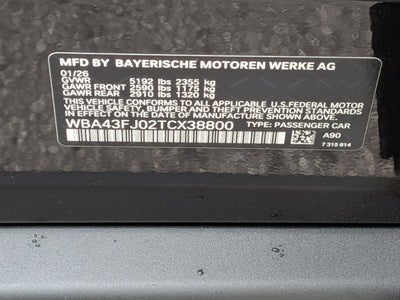 MFD BY BAYERISCHE MOTOREN WERKE AG
01/26
GVWR 5192 lbs 2355 kg
GAWR FRONT 2590 lbs 1175 kg
GAWR REAR 2910 lbs 1320 kg
THIS VEHICLE CONFORMS TO ALL APPLICABLE U.S.FEDERAL MOTOR
VEHICLE SAFETY, BUMPER AND THEFT PREVENTION STANDARDS
IN EFFECT ON THE DATE OF MANUFACTURE SHOWN ABOVE.
WBA43FJ02TCX38800 TYPE: PASSENGER CAR
A90
7 315 814